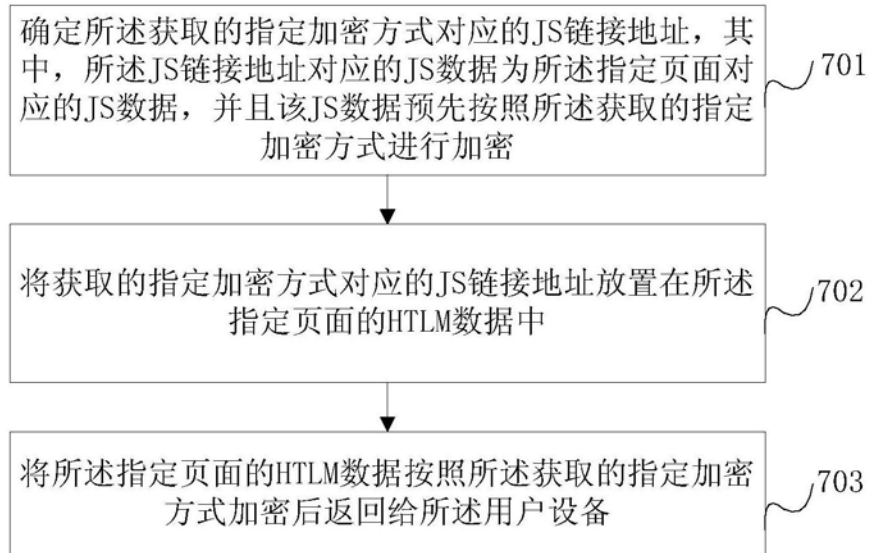 确定所述获取的指定加密方式对应的JS链接地址，其
中，所述JS链接地址对应的JS数据为所述指定页面对
应的JS数据，并且该JS数据预先按照所述获取的指定
加密方式进行加密
701
将获取的指定加密方式对应的JS链接地址放置在所述
指定页面的HTLM数据中
702
将所述指定页面的HTLM数据按照所述获取的指定加密
方式加密后返回给所述用户设备
703